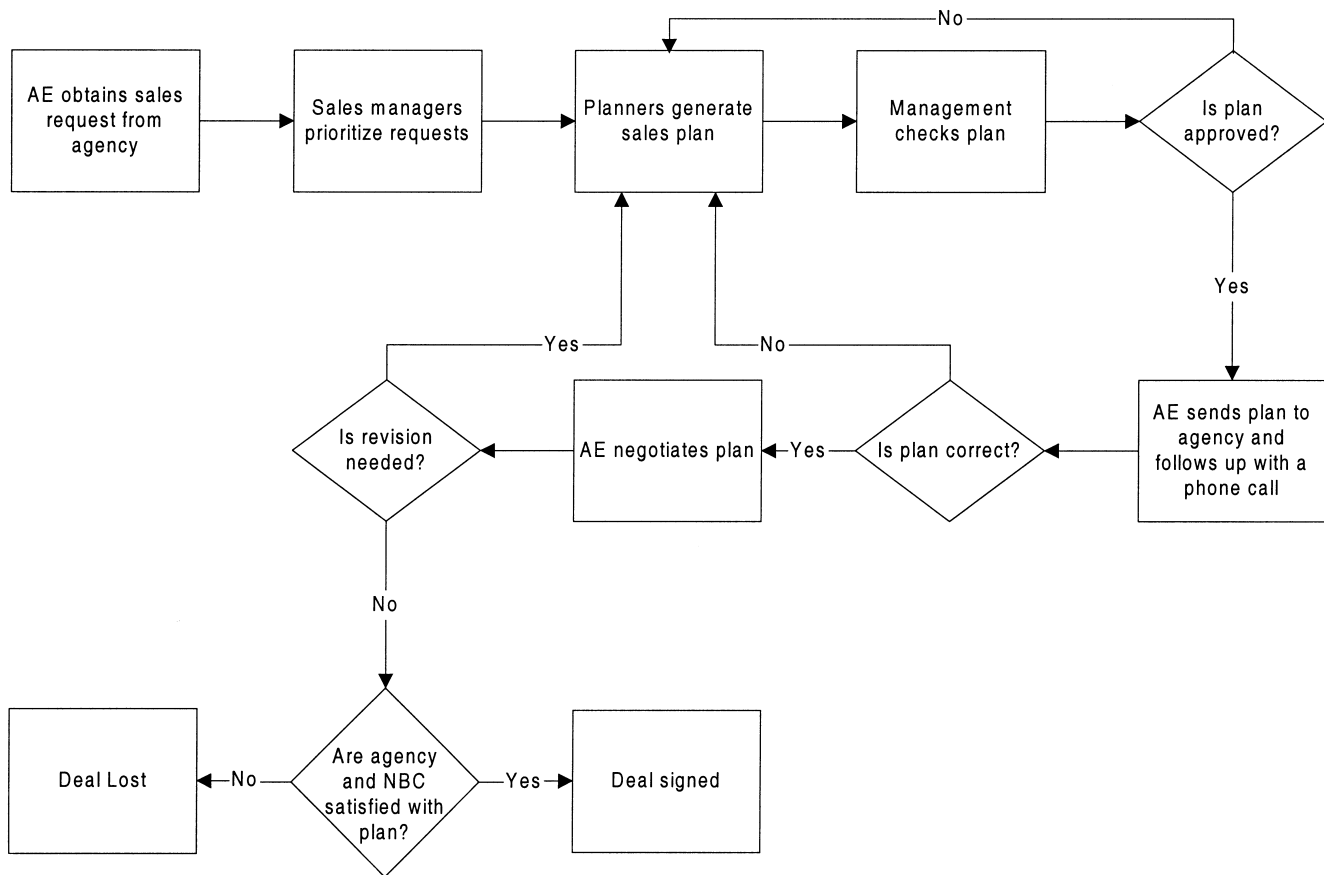 No
AE obtains sales
request from
agency
Sales managers
prioritize requests
Planners generate
sales plan
Management
checks plan
Is plan
approved?
Yes
Yes
No
Is revision
needed?
AE negotiates plan
Yes
Is plan correct?
AE sends plan to
agency and
follows up with a
phone call
No
Deal Lost
No
Are agency
and NBC
satisfied with
plan?
Yes
Deal signed